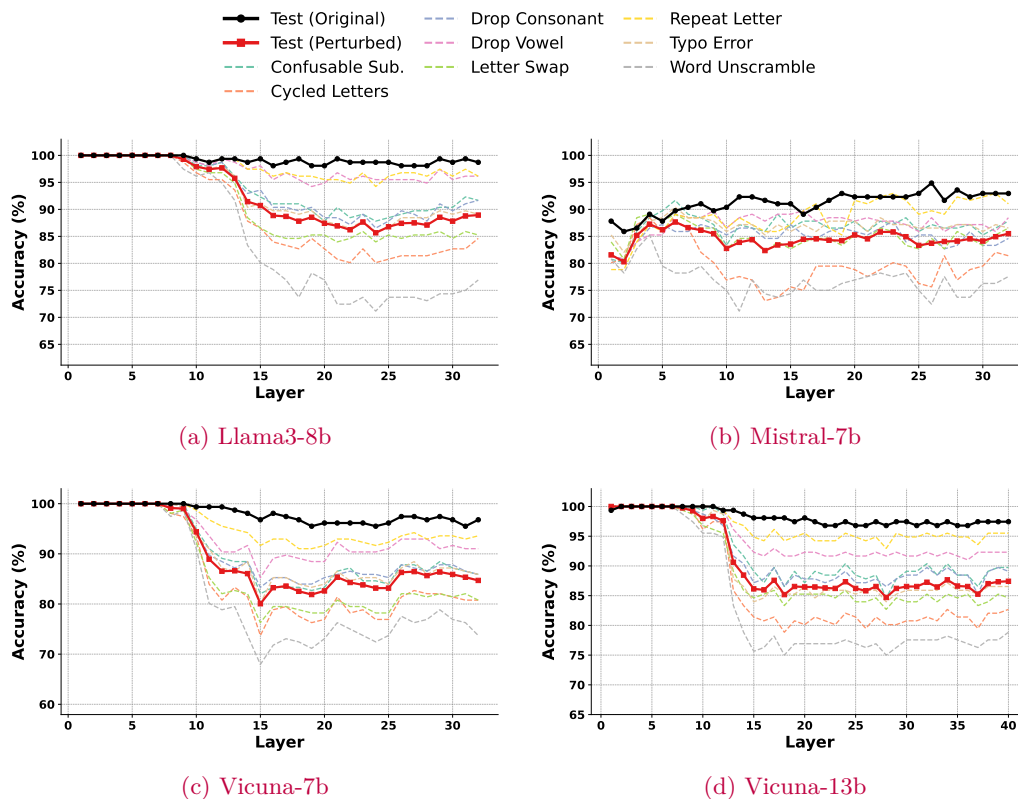 Test (Original)
Test (Perturbed)
Confusable Sub.
Cycled Letters
Drop Consonant
Drop Vowel
Letter Swap
Repeat Letter
Typo Error
Word Unscramble
Accuracy (%)
100
95
90
85
80
75
70
65
0 5 10 15 20 25 30
Layer
(a) Llama3-8b
Accuracy (%)
100
95
90
85
80
75
70
65
0 5 10 15 20 25 30
Layer
(b) Mistral-7b
Accuracy (%)
100
90
80
70
60
0 5 10 15 20 25 30
Layer
(c) Vicuna-7b
Accuracy (%)
100
95
90
85
80
75
70
65
0 5 10 15 20 25 30 35 40
Layer
(d) Vicuna-13b